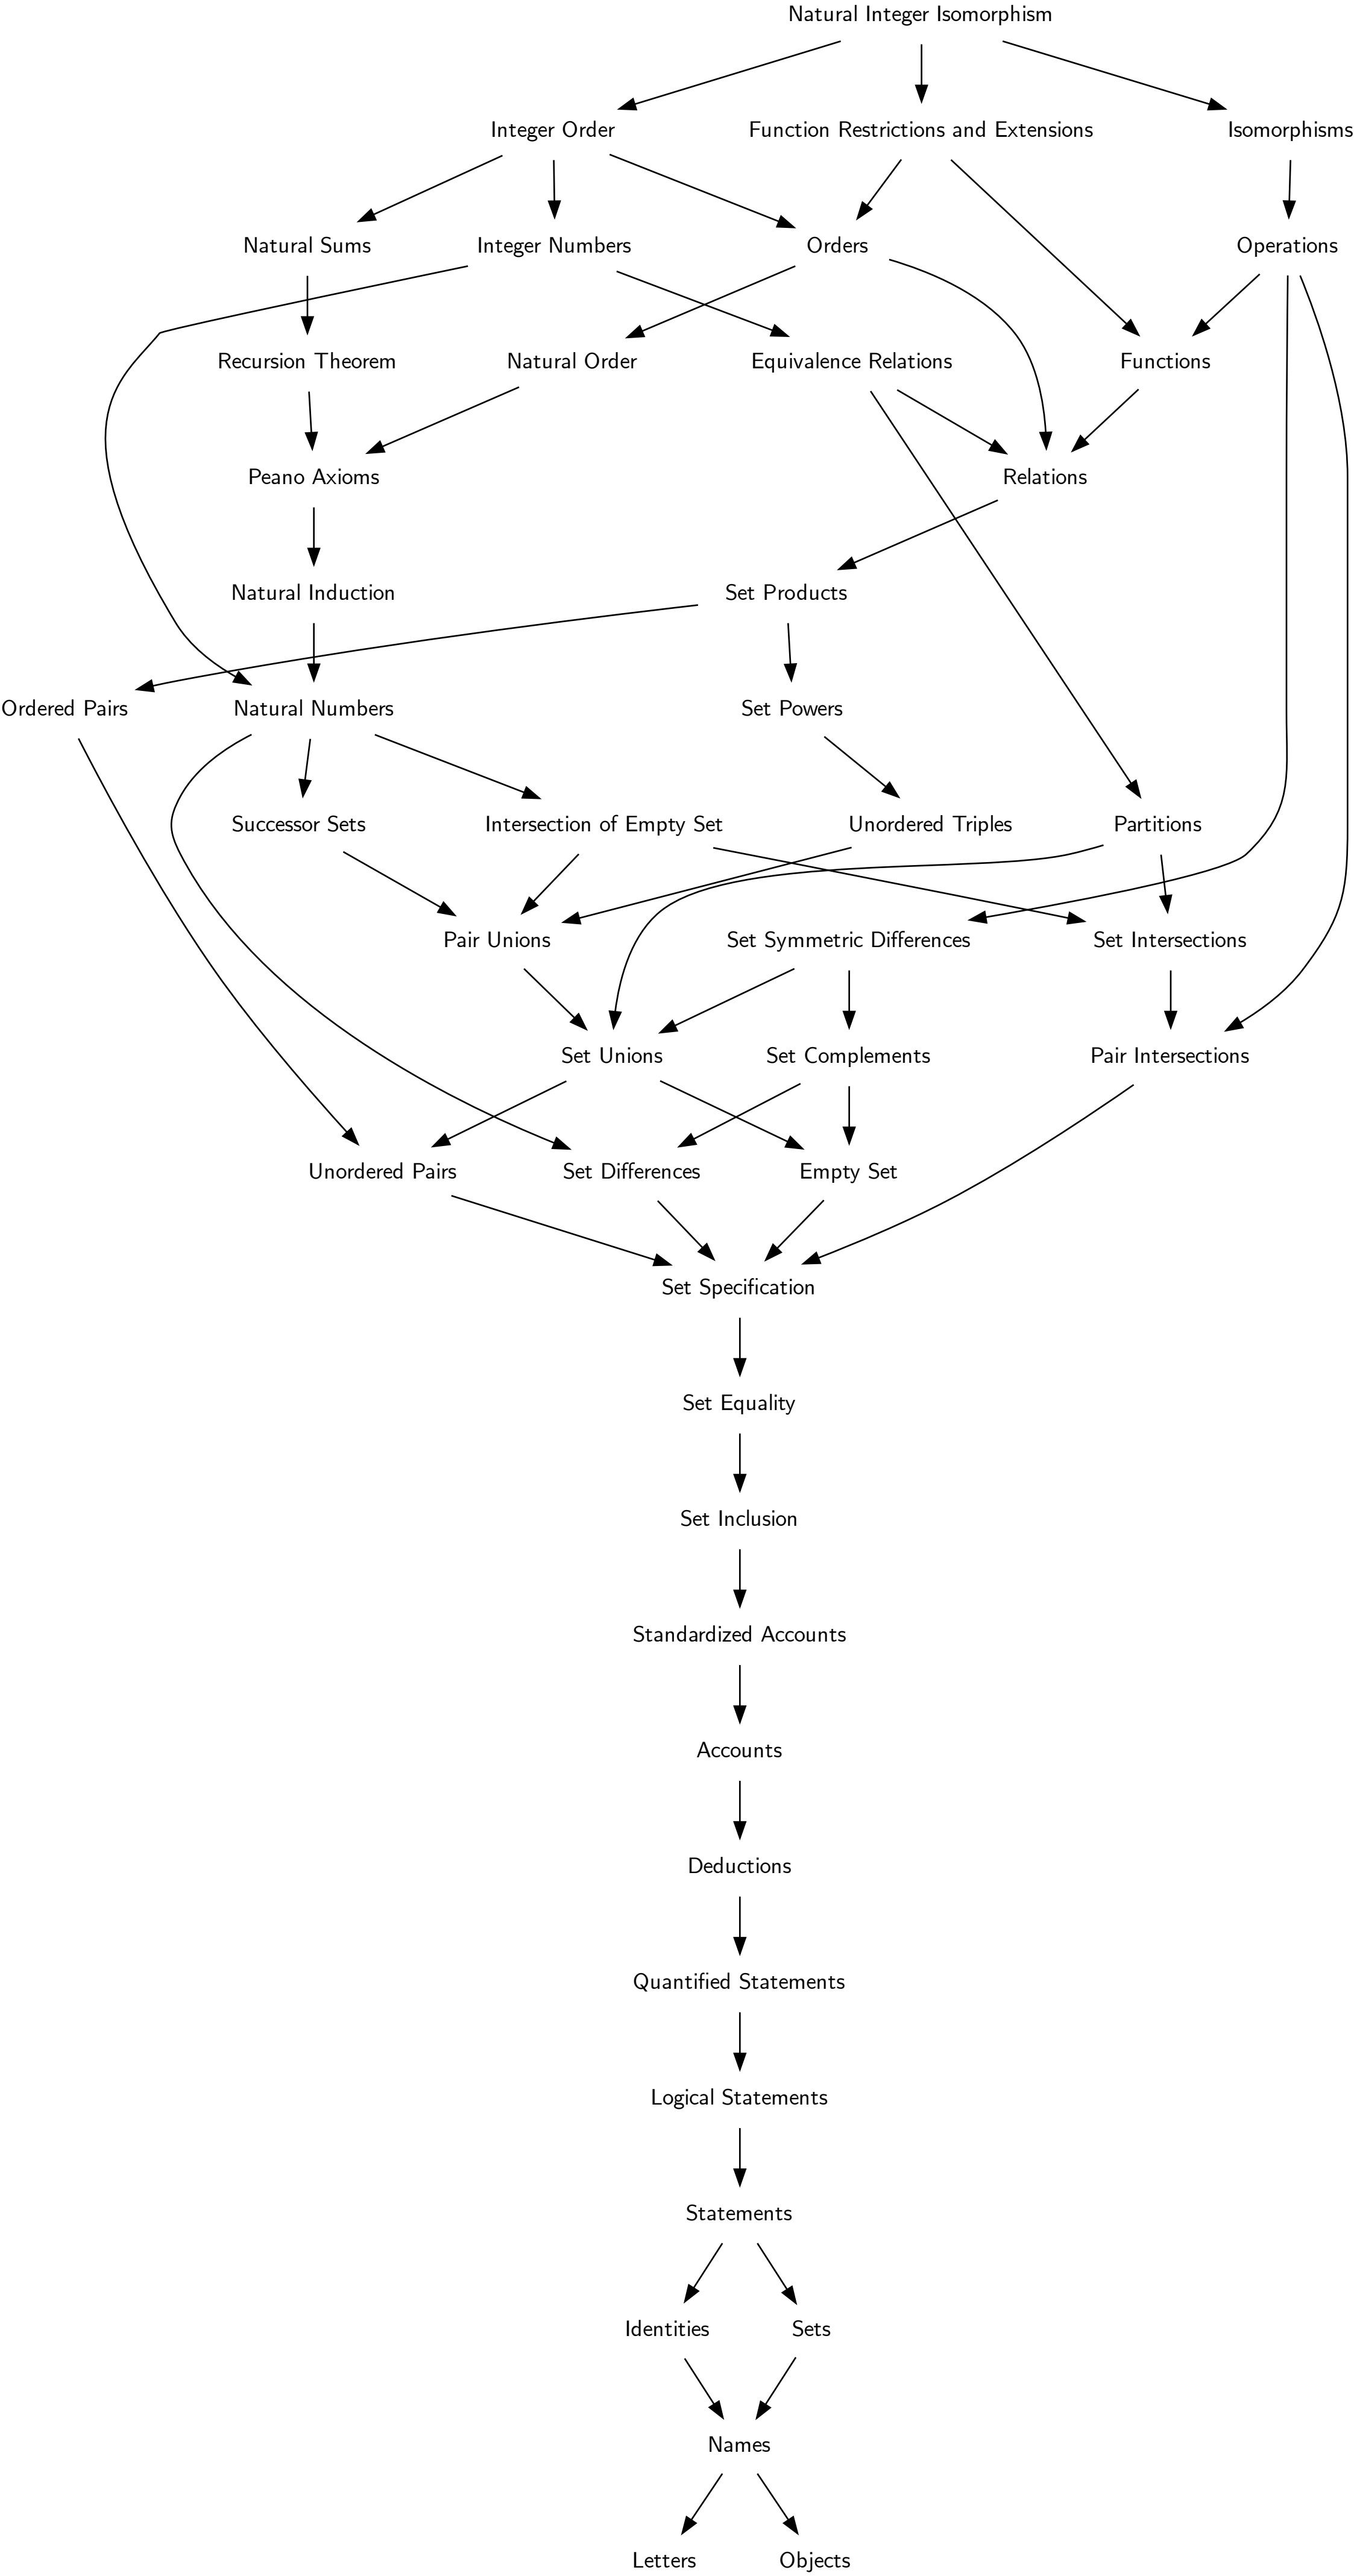 Natural Integer Isomorphism
Integer Order
Function Restrictions and Extensions
Isomorphisms
Natural Sums
Integer Numbers
Orders
Operations
Recursion Theorem
Natural Order
Equivalence Relations
Functions
Peano Axioms
Relations
Natural Induction
Set Products
Ordered Pairs
Natural Numbers
Set Powers
Successor Sets
Intersection of Empty Set
Unordered Triples
Partitions
Pair Unions
Set Symmetric Differences
Set Intersections
Set Unions
Set Complements
Pair Intersections
Unordered Pairs
Set Differences
Empty Set
Set Specification
Set Equality
Set Inclusion
Standardized Accounts
Accounts
Deductions
Quantified Statements
Logical Statements
Statements
Identities
Sets
Names
Letters
Objects